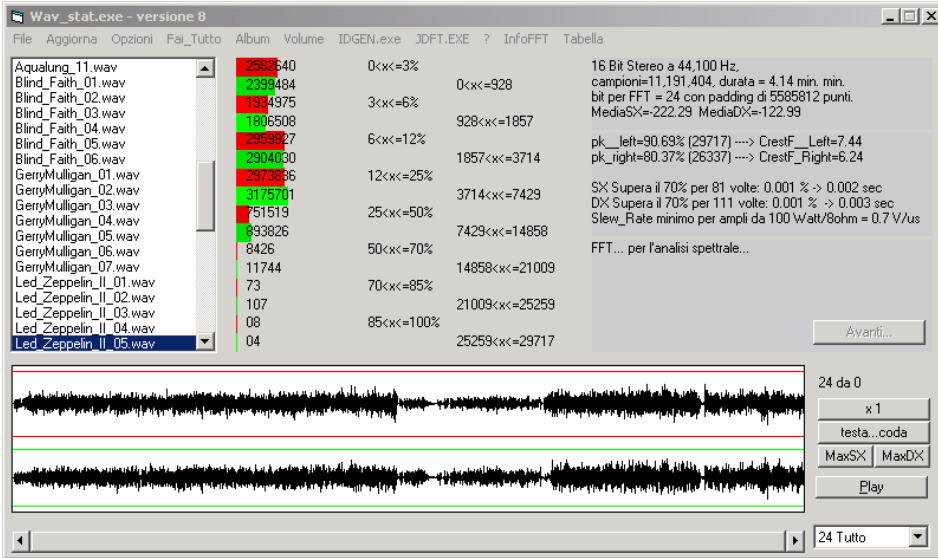 Wav_stat.exe - versione 8
File Aggiorna Opzioni Fai_Tutto Album Volume IDGEN.exe JDFT.EXE ? InfoFFT Tabella
Aqualung_11.wav
Blind_Faith_01.wav
Blind_Faith_02.wav
Blind_Faith_03.wav
Blind_Faith_04.wav
Blind_Faith_05.wav
Blind_Faith_06.wav
GerryMulligan_01.wav
GerryMulligan_02.wav
GerryMulligan_03.wav
GerryMulligan_04.wav
GerryMulligan_05.wav
GerryMulligan_06.wav
GerryMulligan_07.wav
Led_Zeppelin_II_01.wav
Led_Zeppelin_II_02.wav
Led_Zeppelin_II_03.wav
Led_Zeppelin_II_04.wav
Led_Zeppelin_II_05.wav
2562640 0<x<=3%
2399484 0<x<=928
1934975 3<x<=6%
1806508 928<x<=1857
2959927 6<x<=12%
2904030 1857<x<=3714
2973836 12<x<=25%
3175701 3714<x<=7429
751519 25<x<=50%
893826 7429<x<=14858
8426 50<x<=70%
11744 14858<x<=21009
73 70<x<=85%
107 21009<x<=25259
08 85<x<=100%
04 25259<x<=29717
16 Bit Stereo a 44,100 Hz,
campioni=11,191,404, durata = 4.14 min. min.
bit per FFT = 24 con padding di 5585812 punti.
MediaSX=-222.29 MediaDX=-122.99
pk__left=90.69% (29717) ----> CrestF__Left=7.44
pk_right=80.37% (26337) ----> CrestF_Right=6.24
SX Supera il 70% per 81 volte: 0.001 % -> 0.002 sec
DX Supera il 70% per 111 volte: 0.001 % -> 0.003 sec
Slew_Rate minimo per ampli da 100 Watt/8ohm = 0.7 V/us
FFT... per l'analisi spettrale...
Avanti...
24 da 0
x 1
testa...coda
MaxSX MaxDX
Play
24 Tutto